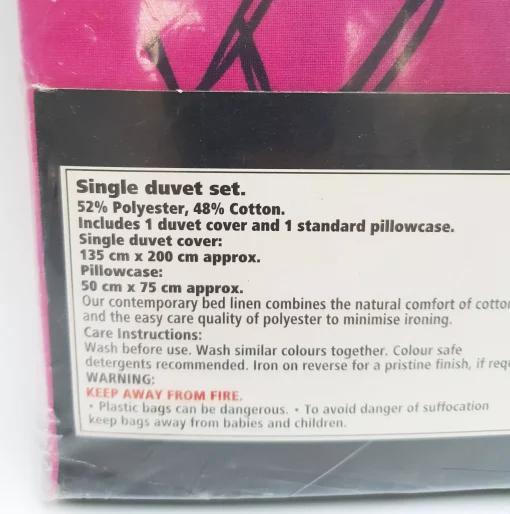 Single duvet set.
52% Polyester, 48% Cotton.
Includes 1 duvet cover and 1 standard pillowcase.
Single duvet cover:
135 cm x 200 cm approx.
Pillowcase:
50 cm x 75 cm approx.
Our contemporary bed linen combines the natural comfort of cotto
and the easy care quality of polyester to minimise ironing.
Care Instructions:
Wash before use. Wash similar colours together. Colour safe
detergents recommended. Iron on reverse for a pristine finish, if requ
WARNING:
KEEP AWAY FROM FIRE.
• Plastic bags can be dangerous. • To avoid danger of suffocation
keep bags away from babies and children.